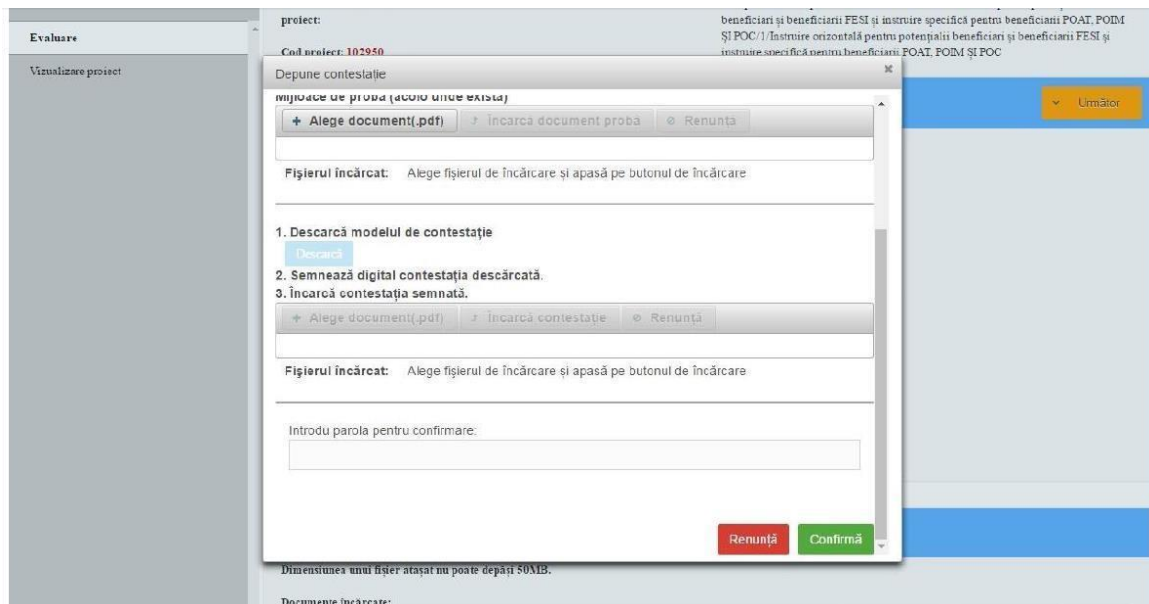 Evaluare
Vizualizare proiect
proiect:
Cod proiect: 102950
beneficiari și beneficiarii FESI și instruire specifică pentru beneficiarii POAT, POIM
ȘI POC/1/Instruire orizontală pentru potențialii beneficiari și beneficiarii FESI și
instruire specifică pentru beneficiarii POAT, POIM ȘI POC
Următor
Depune contestație
Mijloace de probă (acolo unde există)
+ Alege document(.pdf) Încarcă document probă Renunță
Fișierul încărcat: Alege fișierul de încărcare și apasă pe butonul de încărcare
1. Descarcă modelul de contestație
Descarcă
2. Semnează digital contestația descărcată.
3. Încarcă contestația semnată.
+ Alege document(.pdf) Încarcă contestație Renunță
Fișierul încărcat: Alege fișierul de încărcare și apasă pe butonul de încărcare
Introdu parola pentru confirmare:
Renunță Confirmă
Dimensiunea unui fișier atașat nu poate depăși 50MB.
Documente încărcate: